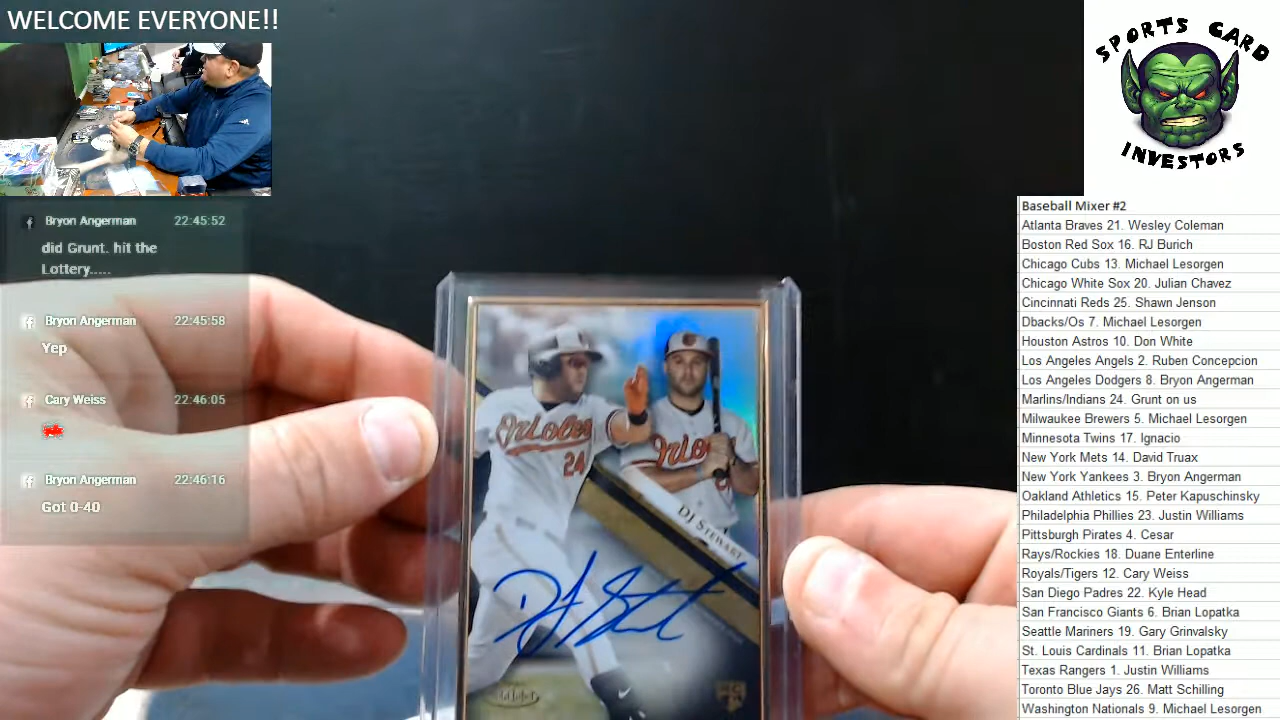 WELCOME EVERYONE!!
SPORTS CARD
INVESTORS
Bryon Angerman 22:45:52
did Grunt. hit the
Lottery.....
Bryon Angerman 22:45:58
Yep
Cary Weiss 22:46:05
Bryon Angerman 22:46:16
Got 0-40
Orioles
24
DJ STEWART
Baseball Mixer #2
Atlanta Braves 21. Wesley Coleman
Boston Red Sox 16. RJ Burich
Chicago Cubs 13. Michael Lesorgen
Chicago White Sox 20. Julian Chavez
Cincinnati Reds 25. Shawn Jenson
Dbacks/Os 7. Michael Lesorgen
Houston Astros 10. Don White
Los Angeles Angels 2. Ruben Concepcion
Los Angeles Dodgers 8. Bryon Angerman
Marlins/Indians 24. Grunt on us
Milwaukee Brewers 5. Michael Lesorgen
Minnesota Twins 17. Ignacio
New York Mets 14. David Truax
New York Yankees 3. Bryon Angerman
Oakland Athletics 15. Peter Kapuschinsky
Philadelphia Phillies 23. Justin Williams
Pittsburgh Pirates 4. Cesar
Rays/Rockies 18. Duane Enterline
Royals/Tigers 12. Cary Weiss
San Diego Padres 22. Kyle Head
San Francisco Giants 6. Brian Lopatka
Seattle Mariners 19. Gary Grinvalsky
St. Louis Cardinals 11. Brian Lopatka
Texas Rangers 1. Justin Williams
Toronto Blue Jays 26. Matt Schilling
Washington Nationals 9. Michael Lesorgen